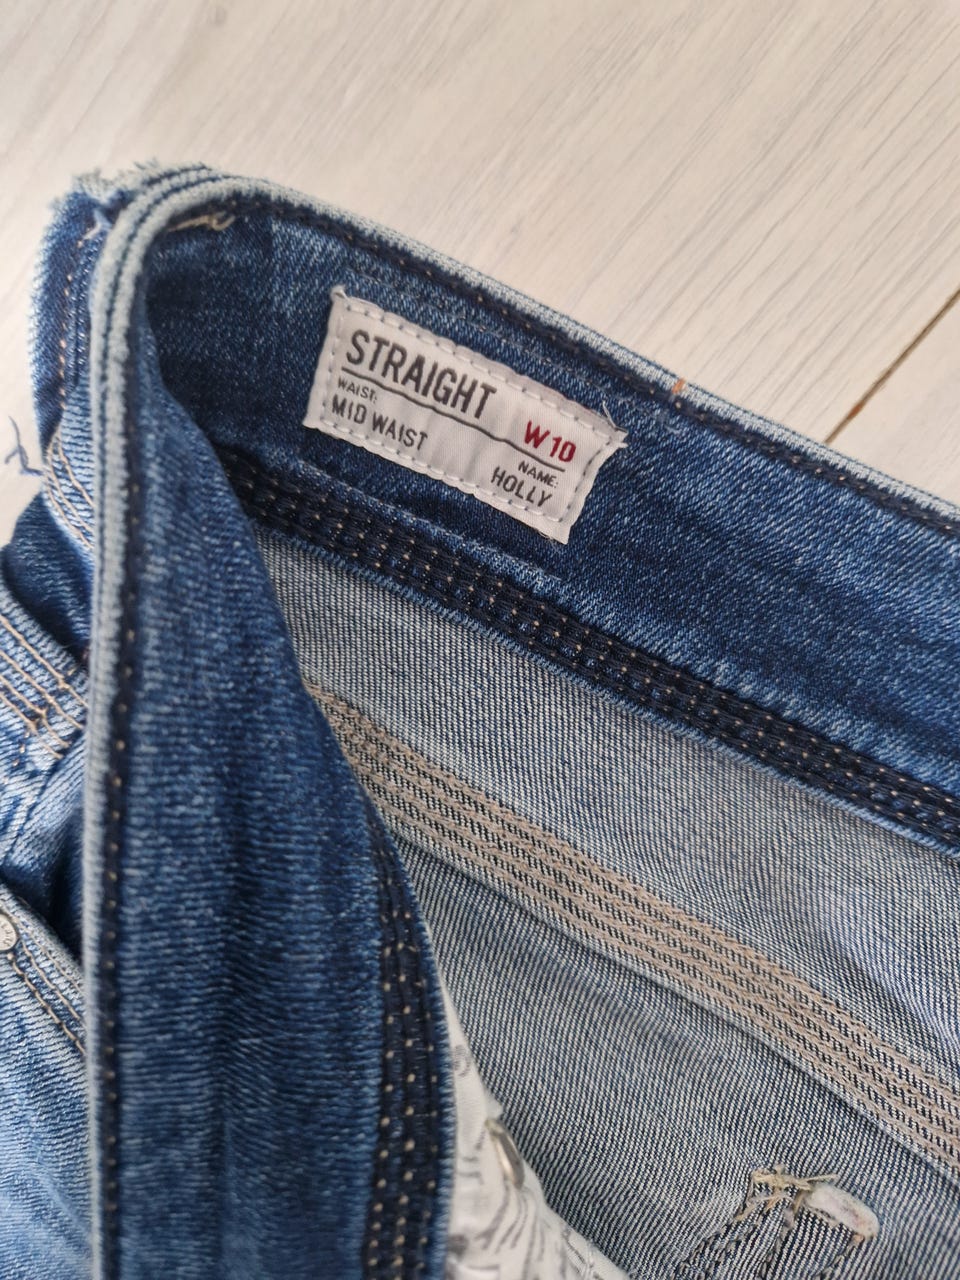 STRAIGHT
W10
WAIST:
MID WAIST
NAME:
HOLLY